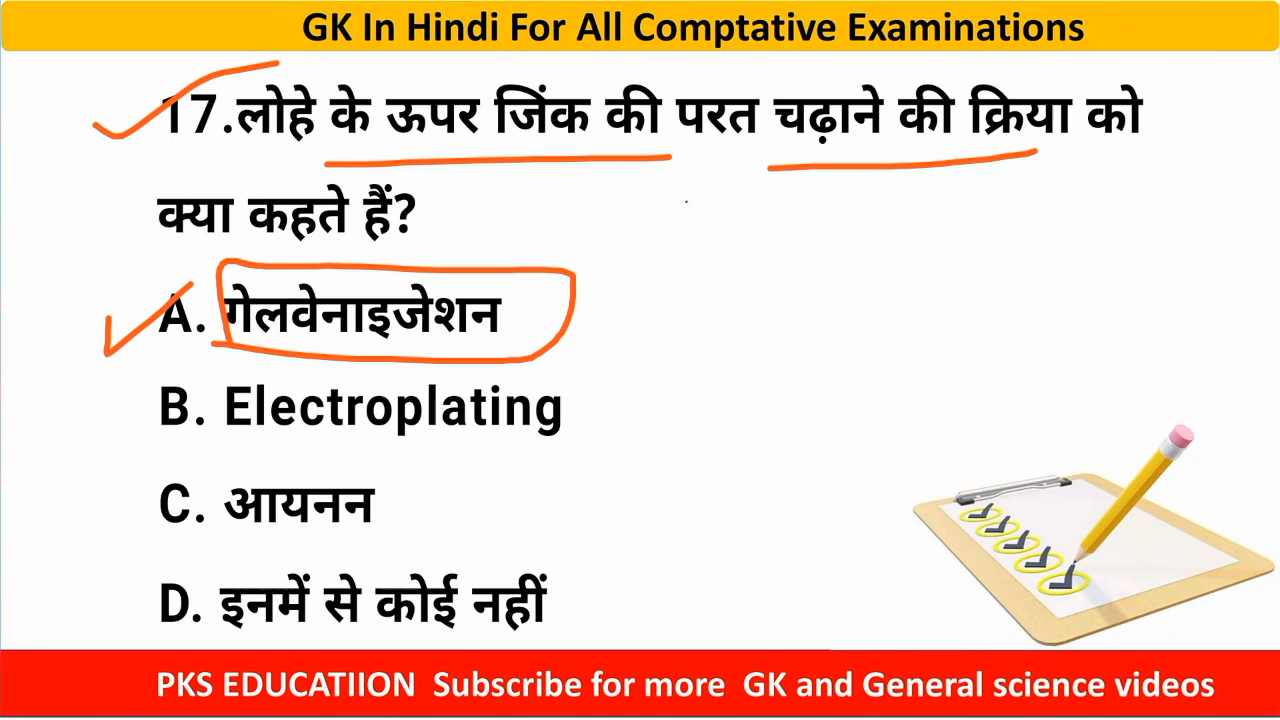 GK In Hindi For All Comptative Examinations
17.लोहे के ऊपर जिंक की परत चढ़ाने की क्रिया को
क्या कहते हैं?
A. गेलवेनाइजेशन
B. Electroplating
C. आयनन
D. इनमें से कोई नहीं
PKS EDUCATIION Subscribe for more GK and General science videos